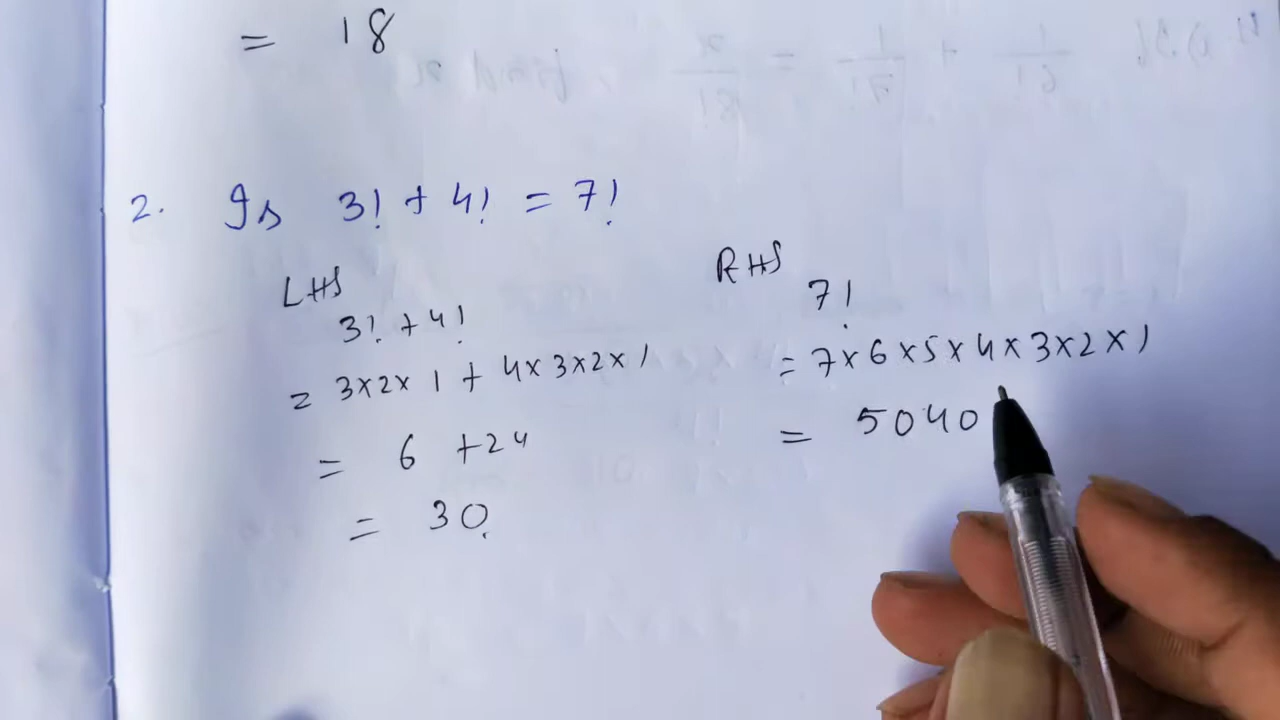 = 18
2. Is 3! + 4! = 7!
LHS
3! + 4!
= 3×2×1 + 4×3×2×1
= 6 +24
= 30.
RHS
7!
= 7×6×5×4×3×2×1
= 5040